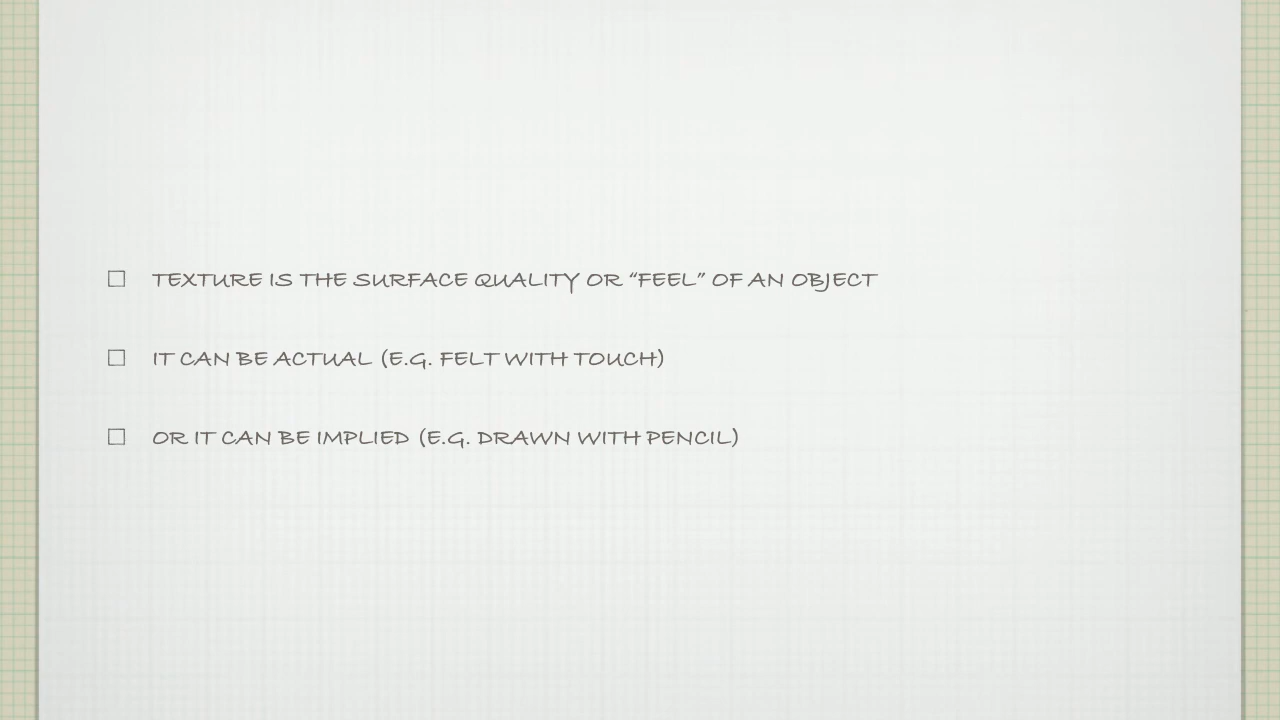 ☐ TEXTURE IS THE SURFACE QUALITY OR “FEEL” OF AN OBJECT
☐ IT CAN BE ACTUAL (E.G. FELT WITH TOUCH)
☐ OR IT CAN BE IMPLIED (E.G. DRAWN WITH PENCIL)